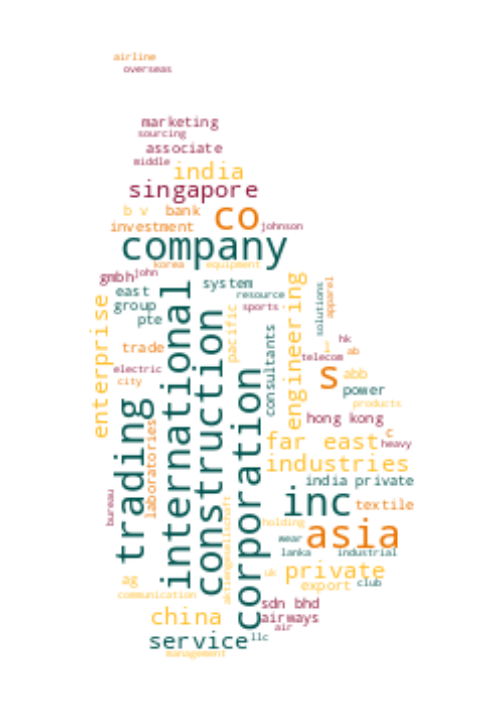 airline
overseas
marketing
sourcing
associate
middle
india
singapore
b v
bank
co
investment
johnson
company
korea
equipment
gmbh
john
system
east
resource
group
sports
pte
enterprise
international
construction
pacific
engineering
solutions
apparel
consultants
trade
hk
l
ab
telecom
electric
city
s
abb
power
products
trading
laboratories
corporation
hong kong
c
far east
heavy
industries
india private
bureau
inc
textile
aktiengesellschaft
holding
asia
wear
lanka
industrial
ag
uk
private
club
communication
export
sdn bhd
china
airways
air
service
llc
management